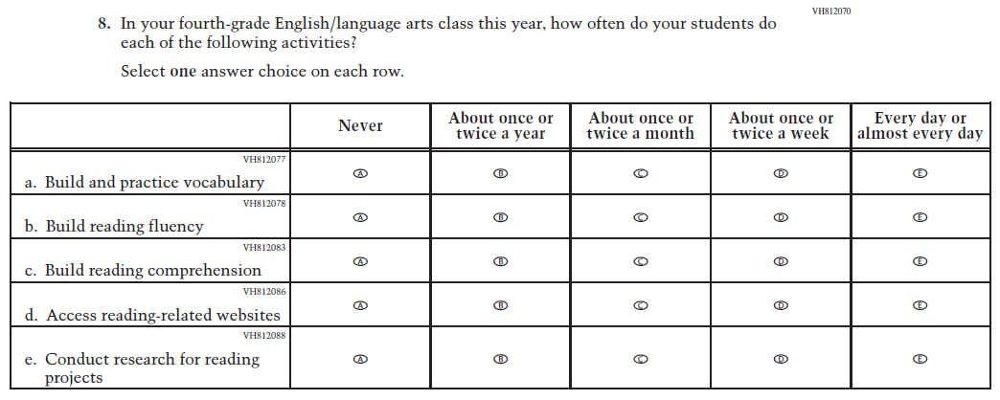 VH812070
8. In your fourth-grade English/language arts class this year, how often do your students do
each of the following activities?
Select one answer choice on each row.
Never
About once or
twice a year
About once or
twice a month
About once or
twice a week
Every day or
almost every day
VH812077
a. Build and practice vocabulary
A B C D E
VH812078
b. Build reading fluency
A B C D E
VH812083
c. Build reading comprehension
A B C D E
VH812086
d. Access reading-related websites
A B C D E
VH812088
e. Conduct research for reading
projects
A B C D E